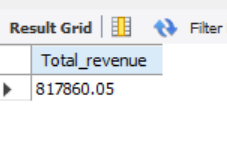 Result Grid Filter
Total_revenue
817860.05